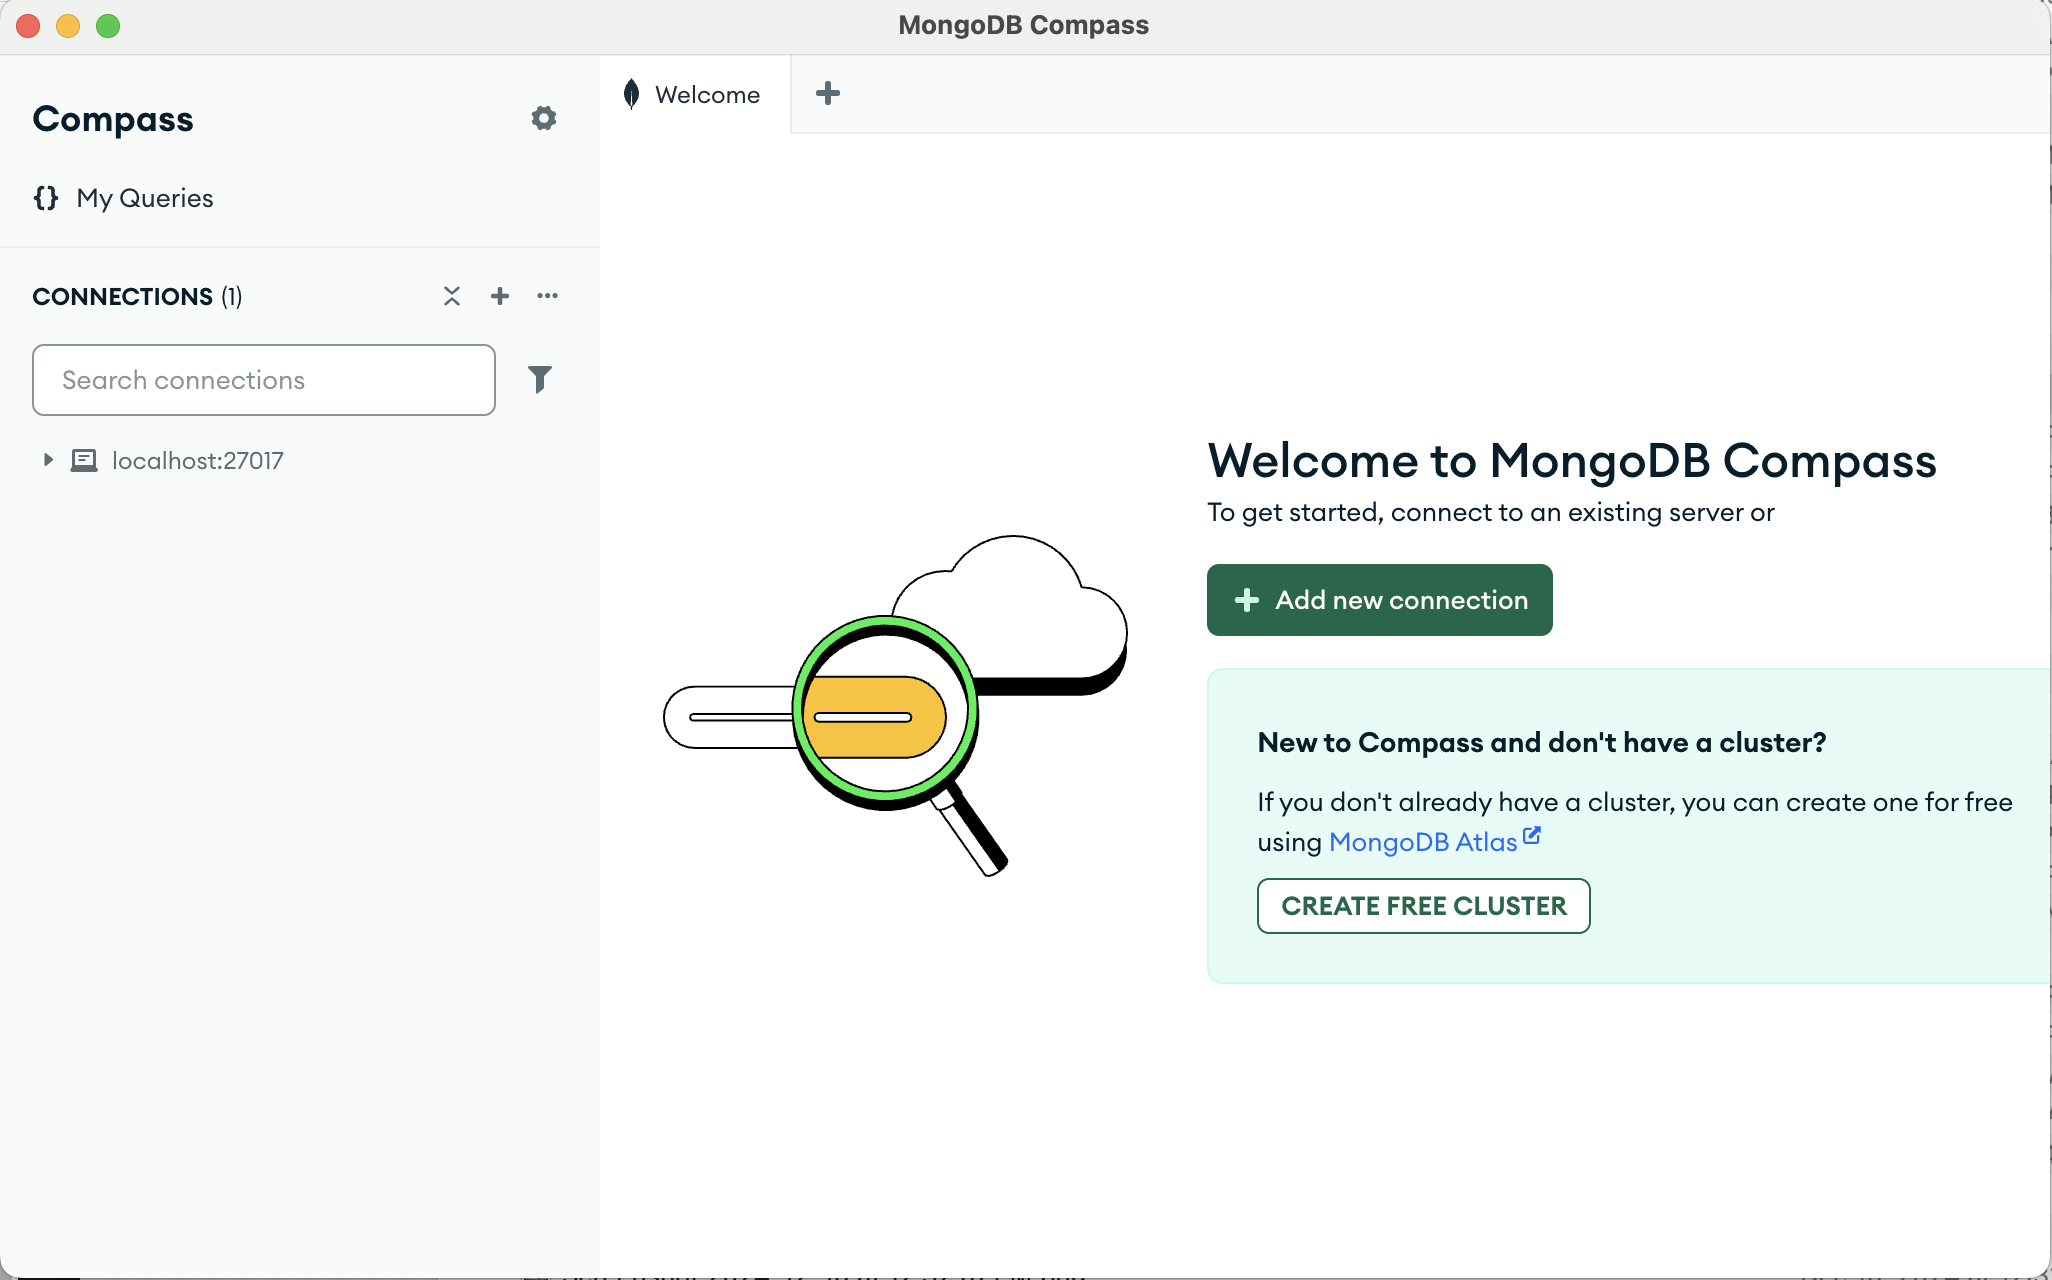 MongoDB Compass
Compass
My Queries
CONNECTIONS (1)
Search connections
localhost:27017
Welcome
Welcome to MongoDB Compass
To get started, connect to an existing server or
Add new connection
New to Compass and don't have a cluster?
If you don't already have a cluster, you can create one for free
using MongoDB Atlas
CREATE FREE CLUSTER